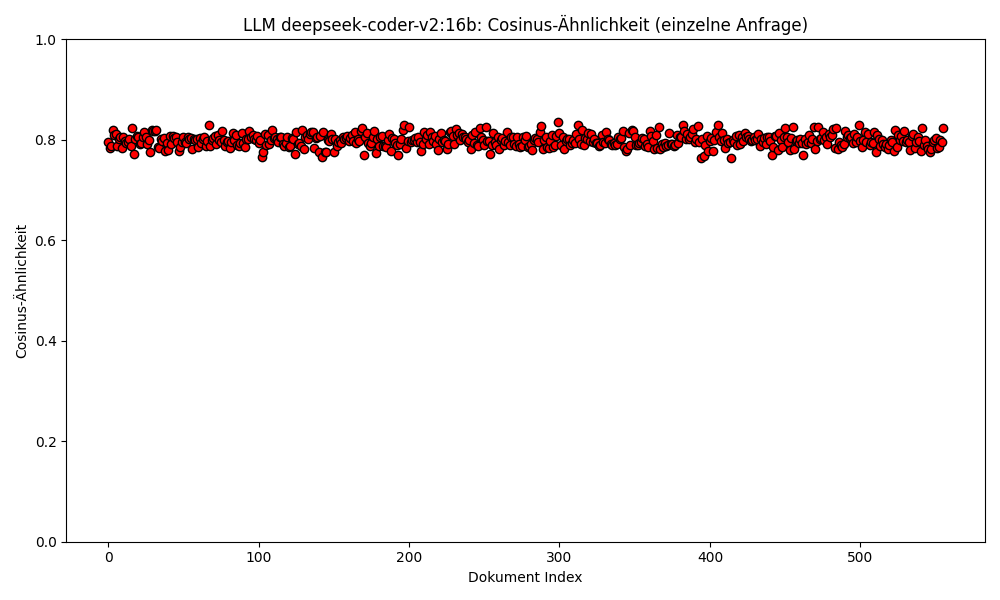 LLM deepseek-coder-v2:16b: Cosinus-Ähnlichkeit (einzelne Anfrage)
1.0
0.8
0.6
0.4
0.2
0.0
Cosinus-Ähnlichkeit
0 100 200 300 400 500
Dokument Index